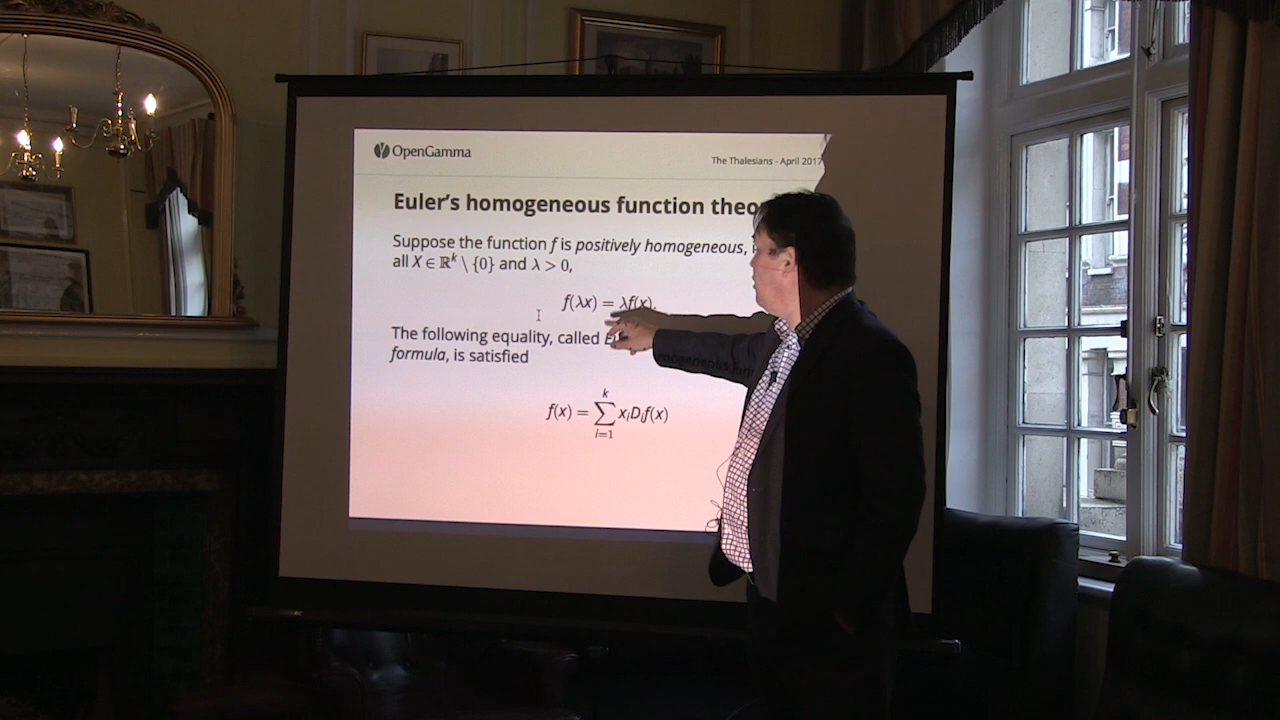 OpenGamma
The Thalesians - April 2017
Euler's homogeneous function
Suppose the function f is positively homogeneous,
all X ∈ ℝᵏ \ {0} and λ > 0,
f(λx) = λf(x).
The following equality, called
formula, is satisfied
f(x) = ∑ᵢ₌₁ᵏ xᵢDᵢf(x)